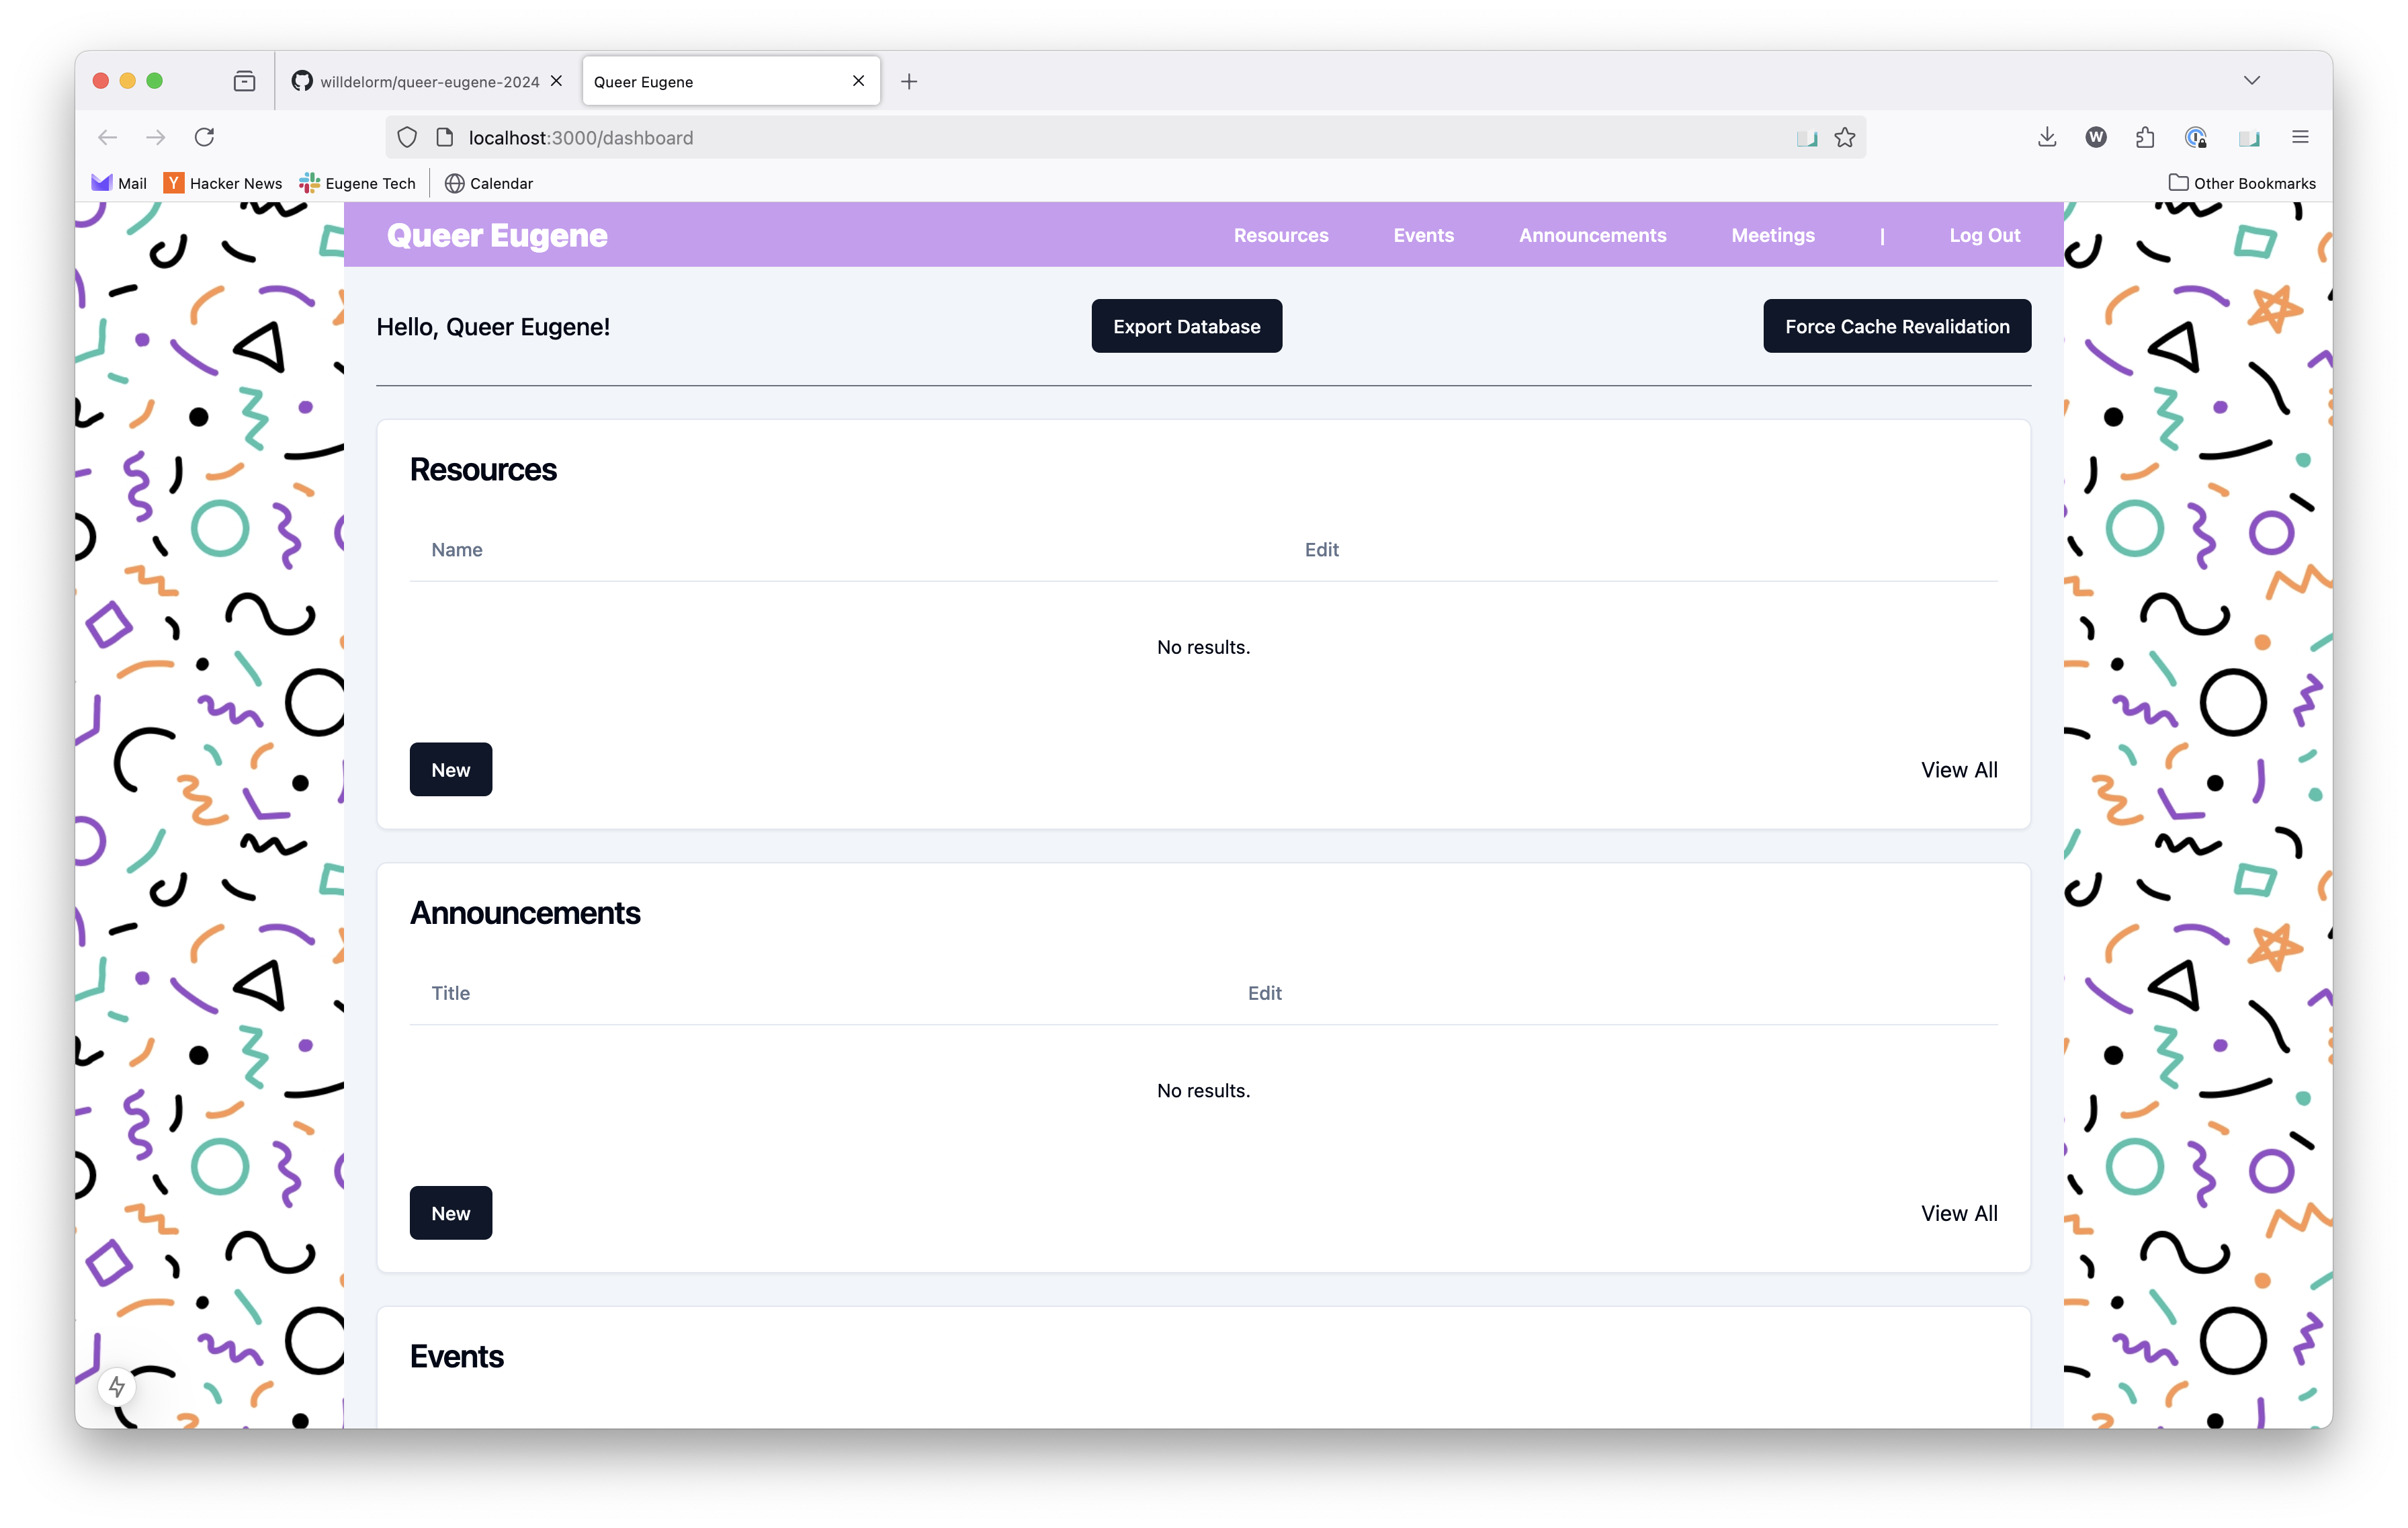 willdelorm/queer-eugene-2024
Queer Eugene
localhost:3000/dashboard
W
Mail
Y
Hacker News
Eugene Tech
Calendar
Other Bookmarks
Queer Eugene
Resources
Events
Announcements
Meetings
|
Log Out
Hello, Queer Eugene!
Export Database
Force Cache Revalidation
Resources
Name
Edit
No results.
New
View All
Announcements
Title
Edit
No results.
New
View All
Events